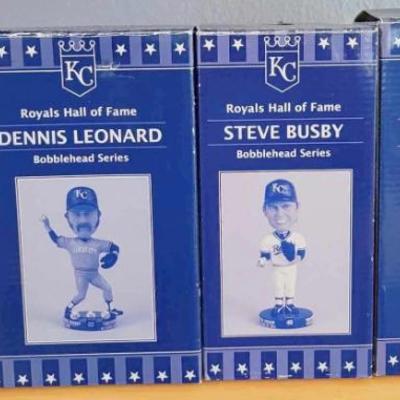 KC
Royals Hall of Fame
DENNIS LEONARD
Bobblehead Series
KC
Royals Hall of Fame
STEVE BUSBY
Bobblehead Series